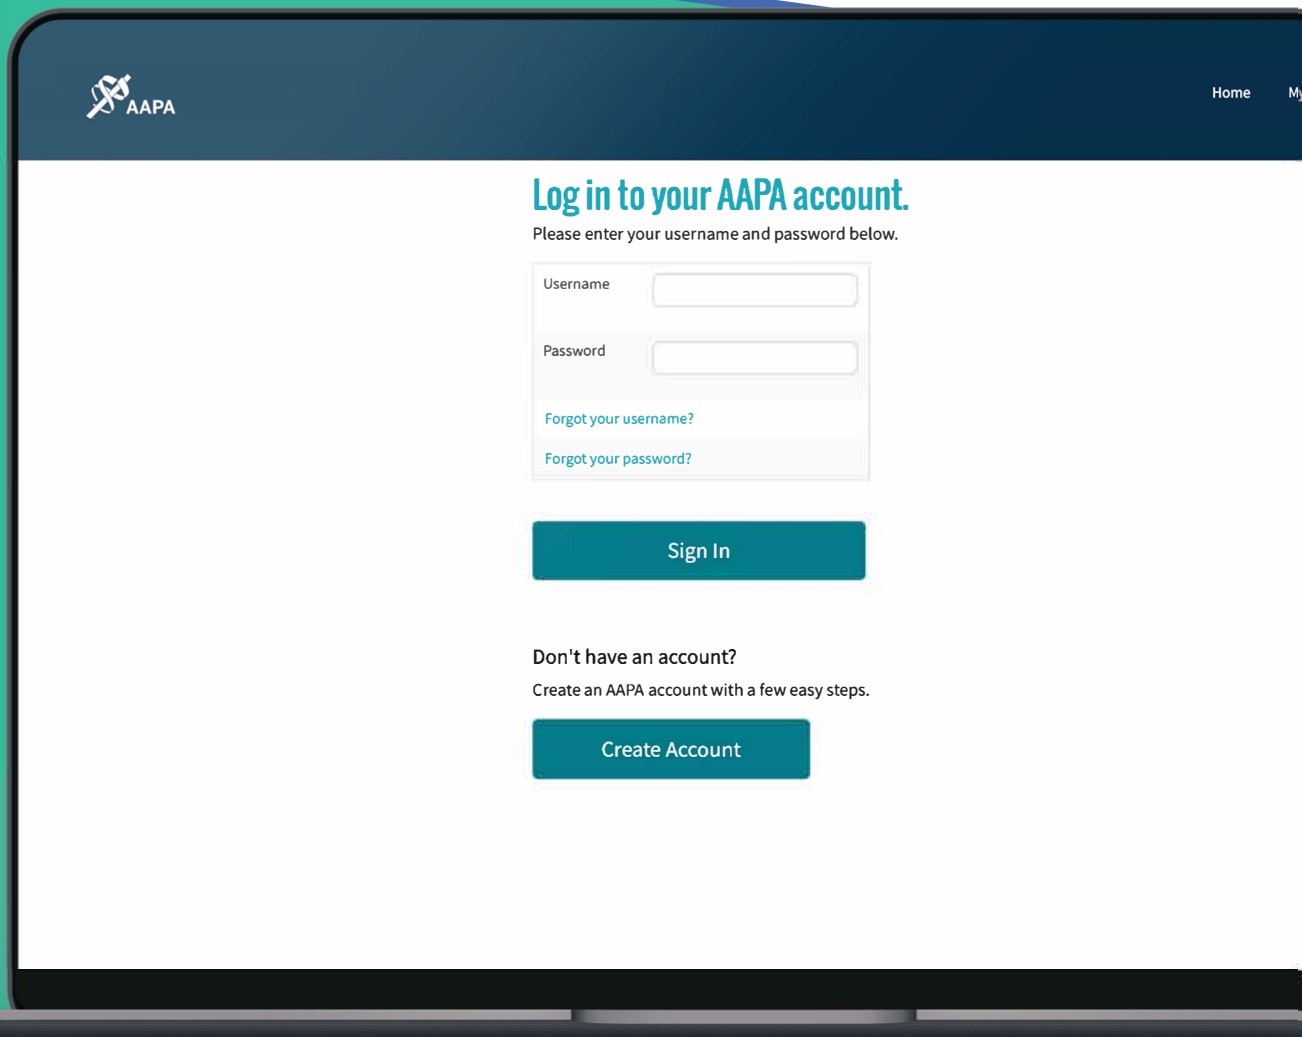 AAPA
Home
My
Log in to your AAPA account.
Please enter your username and password below.
Username
Password
Forgot your username?
Forgot your password?
Sign In
Don't have an account?
Create an AAPA account with a few easy steps.
Create Account